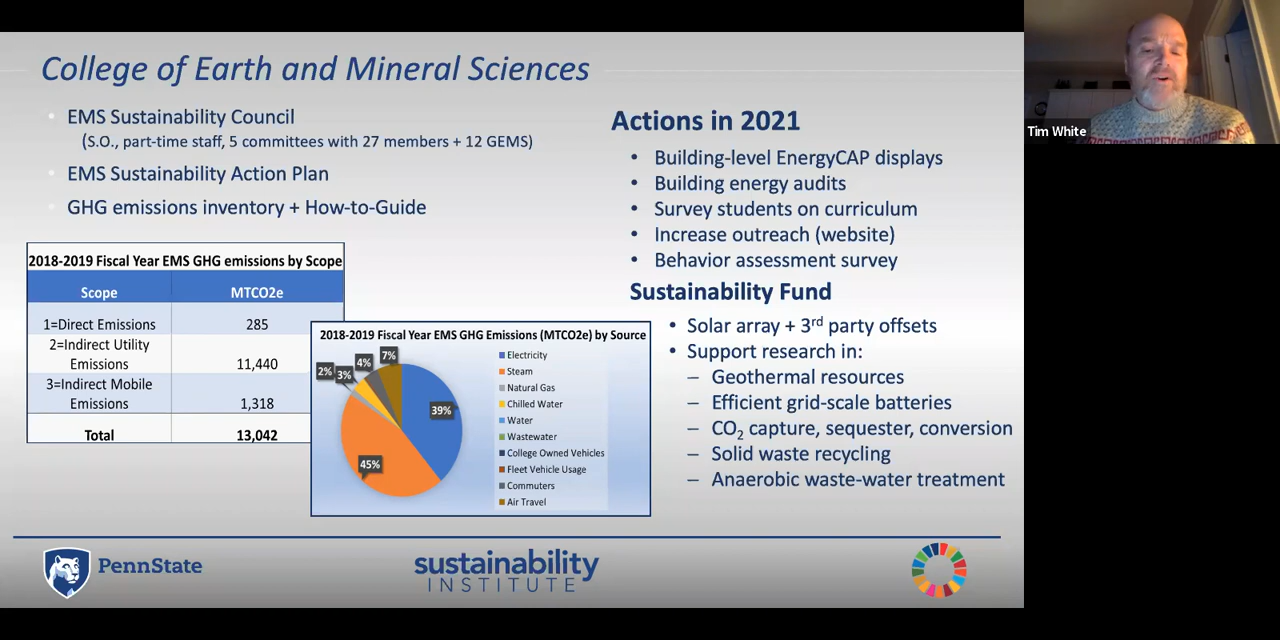 College of Earth and Mineral Sciences
EMS Sustainability Council
(S.O., part-time staff, 5 committees with 27 members + 12 GEMS)
EMS Sustainability Action Plan
GHG emissions inventory + How-to-Guide
2018-2019 Fiscal Year EMS GHG emissions by Scope
Scope MTCO2e
1=Direct Emissions 285
2=Indirect Utility
Emissions 11,440
3=Indirect Mobile
Emissions 1,318
Total 13,042
2018-2019 Fiscal Year EMS GHG Emissions (MTCO2e) by Source
2%
3%
4%
7%
39%
45%
Electricity
Steam
Natural Gas
Chilled Water
Water
Wastewater
College Owned Vehicles
Fleet Vehicle Usage
Commuters
Air Travel
Actions in 2021
• Building-level EnergyCAP displays
• Building energy audits
• Survey students on curriculum
• Increase outreach (website)
• Behavior assessment survey
Sustainability Fund
• Solar array + 3rd party offsets
• Support research in:
– Geothermal resources
– Efficient grid-scale batteries
– CO2 capture, sequester, conversion
– Solid waste recycling
– Anaerobic waste-water treatment
PennState
sustainability
INSTITUTE
Tim White